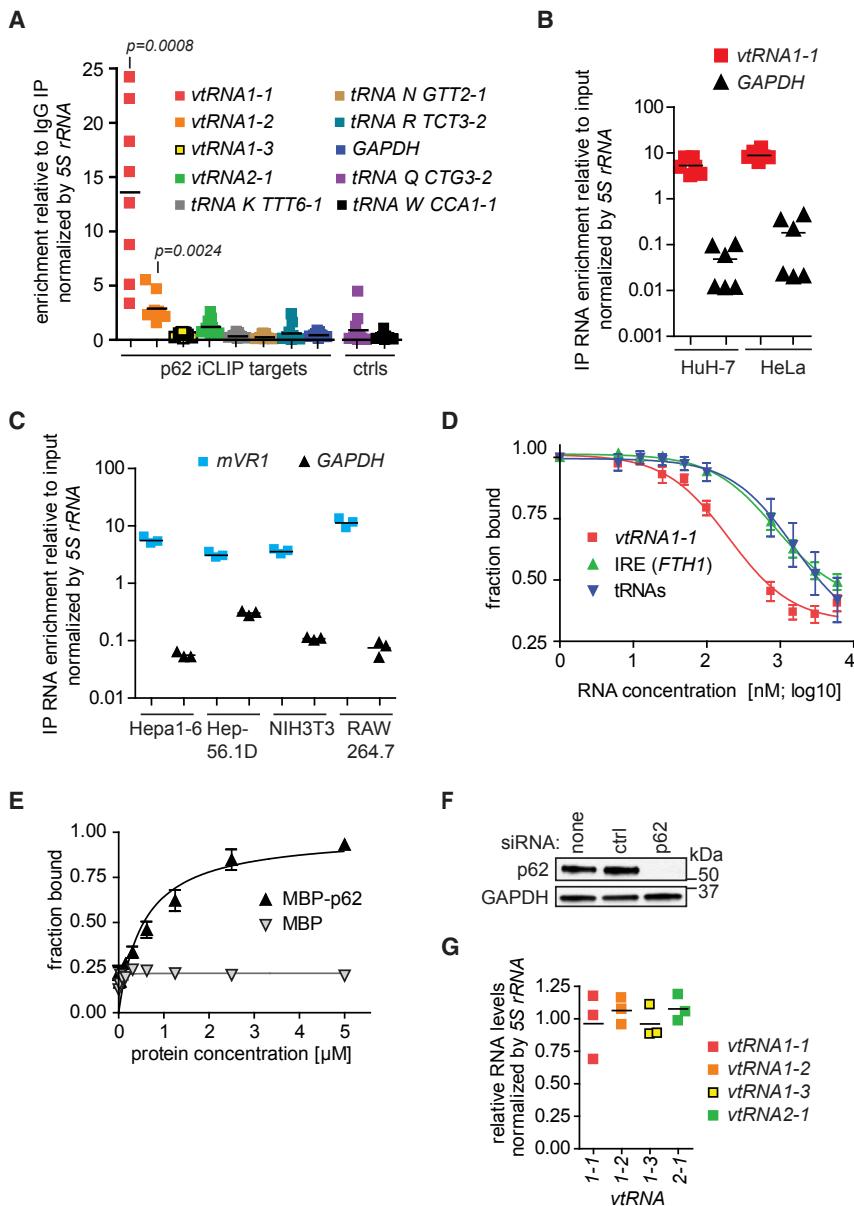 A
p=0.0008
enrichment relative to IgG IP
normalized by 5S rRNA
25
20
15
10
5
0
vtRNA1-1
vtRNA1-2
vtRNA1-3
vtRNA2-1
tRNA K TTT6-1
tRNA N GTT2-1
tRNA R TCT3-2
GAPDH
tRNA Q CTG3-2
tRNA W CCA1-1
p=0.0024
p62 iCLIP targets
ctrls
B
vtRNA1-1
GAPDH
IP RNA enrichment relative to input
normalized by 5S rRNA
100
10
1
0.1
0.01
0.001
HuH-7
HeLa
C
IP RNA enrichment relative to input
normalized by 5S rRNA
mVR1
GAPDH
100
10
1
0.1
0.01
Hepa1-6
Hep-
56.1D
NIH3T3
RAW
264.7
D
fraction bound
1.00
0.75
0.50
0.25
vtRNA1-1
IRE (FTH1)
tRNAs
0
1
2
3
4
RNA concentration [nM; log10]
E
fraction bound
1.00
0.75
0.50
0.25
0.00
MBP-p62
MBP
0
1
2
3
4
5
protein concentration [µM]
F
siRNA:
none
ctrl
p62
kDa
p62
50
GAPDH
37
G
relative RNA levels
normalized by 5S rRNA
1.25
1.00
0.75
0.50
0.25
0.00
vtRNA1-1
vtRNA1-2
vtRNA1-3
vtRNA2-1
1-1
1-2
1-3
2-1
vtRNA